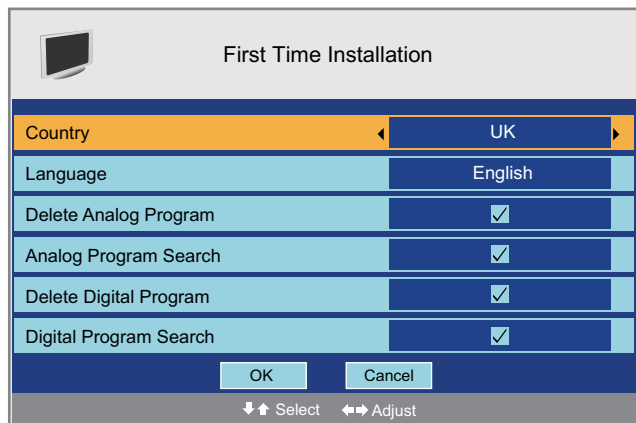 First Time Installation
Country UK
Language English
Delete Analog Program
Analog Program Search
Delete Digital Program
Digital Program Search
OK Cancel
Select Adjust